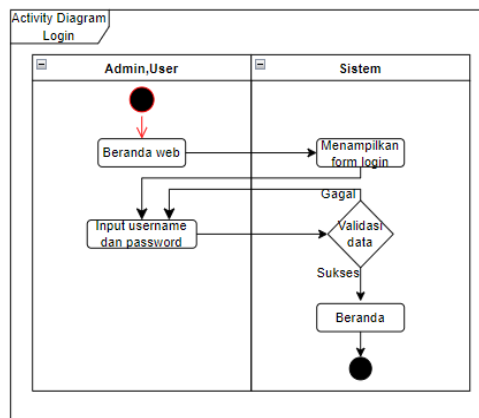 Activity Diagram
Login
Admin,User
Sistem
Beranda web
Menampilkan
form login
Gagal
Input username
dan password
Validasi
data
Sukses
Beranda